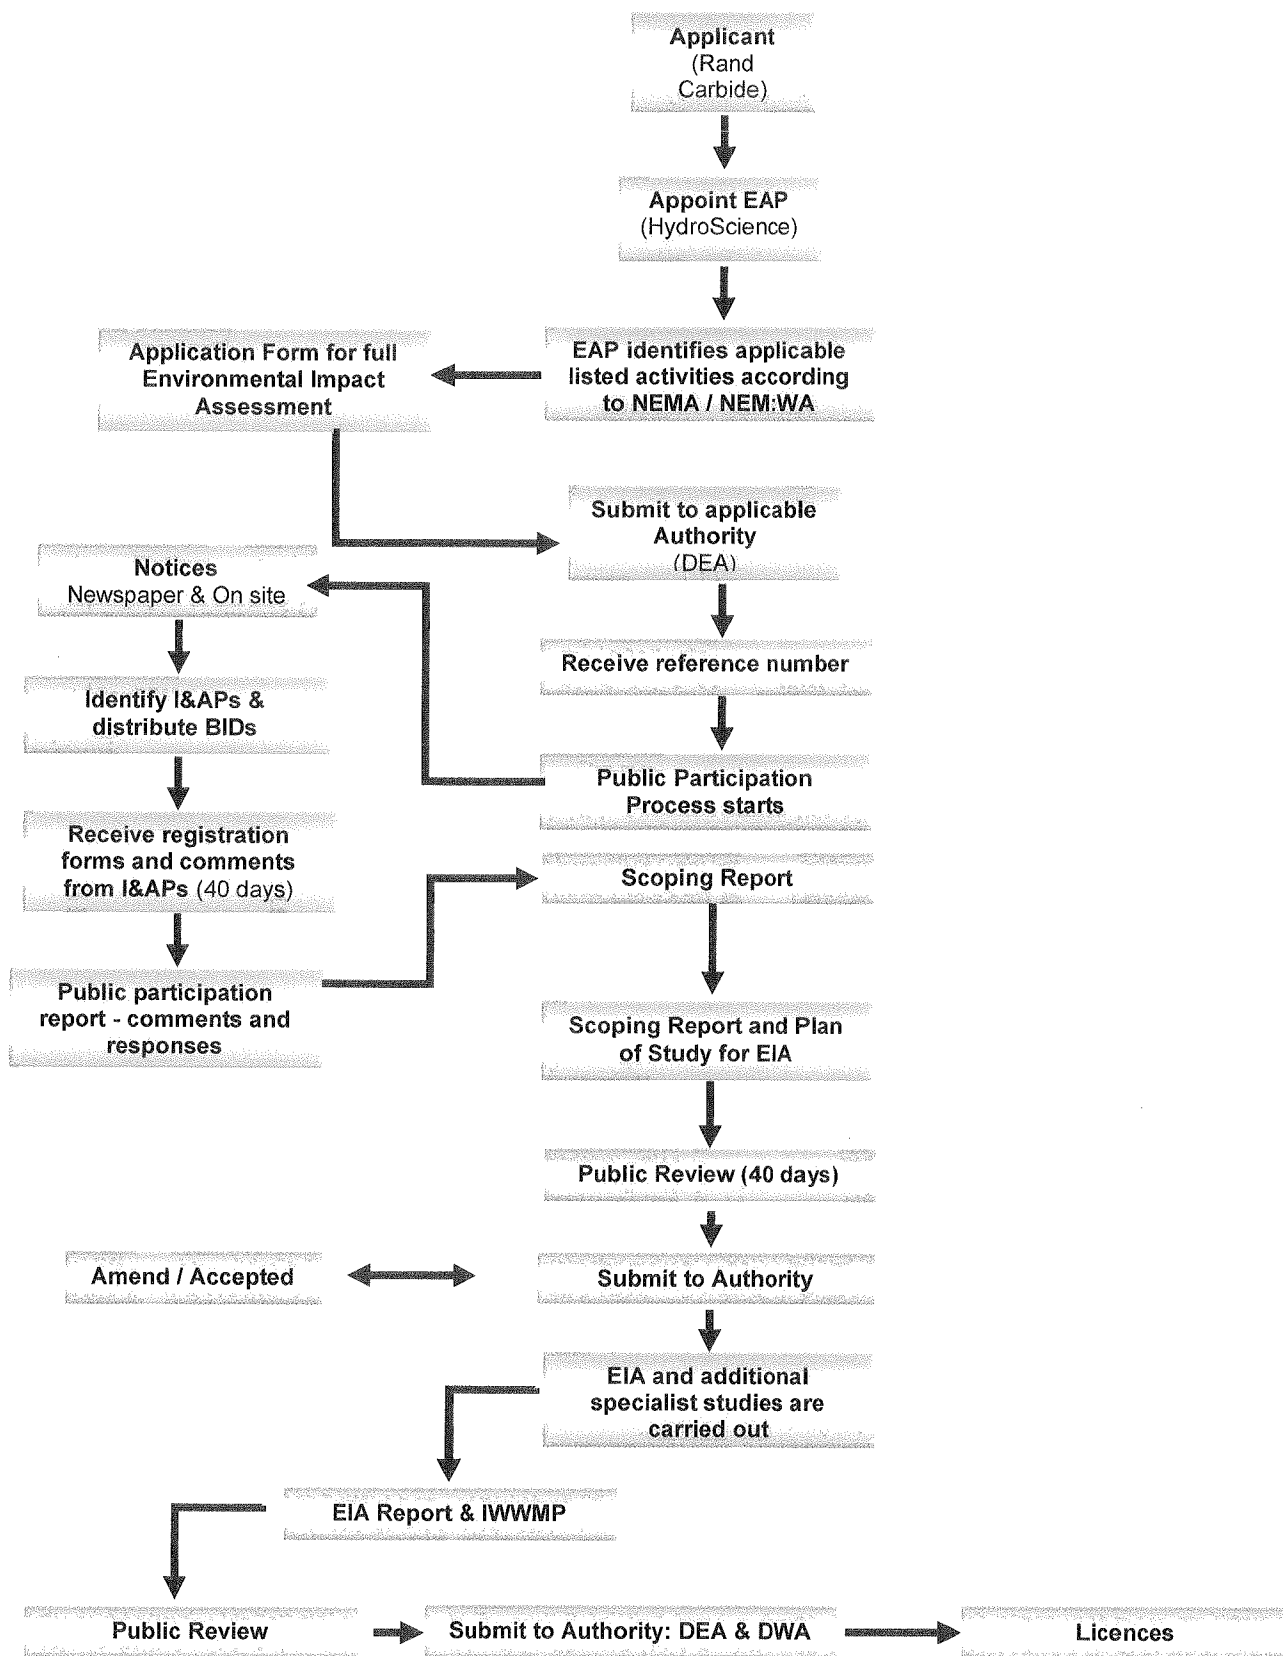 Applicant
(Rand
Carbide)
Appoint EAP
(HydroScience)
EAP identifies applicable
listed activities according
to NEMA / NEM:WA
Application Form for full
Environmental Impact
Assessment
Submit to applicable
Authority
(DEA)
Receive reference number
Public Participation
Process starts
Notices
Newspaper & On site
Identify I&APs &
distribute BIDs
Receive registration
forms and comments
from I&APs (40 days)
Public participation
report - comments and
responses
Scoping Report
Scoping Report and Plan
of Study for EIA
Public Review (40 days)
Submit to Authority
Amend / Accepted
EIA and additional
specialist studies are
carried out
EIA Report & IWWMP
Public Review
Submit to Authority: DEA & DWA
Licences